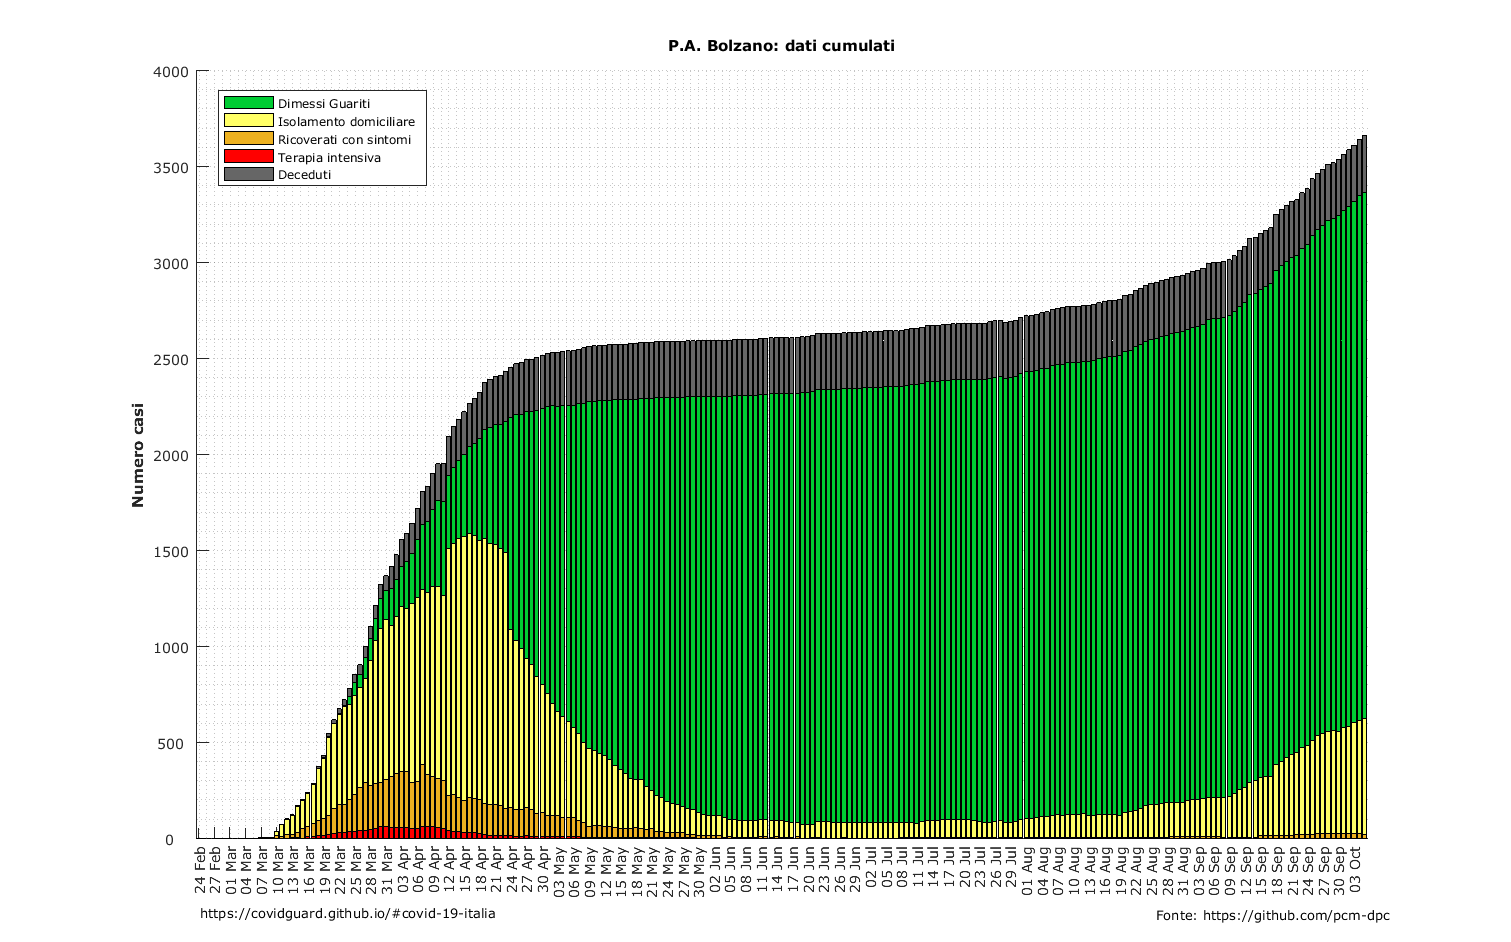 P.A. Bolzano: dati cumulati
4000
3500
3000
2500
2000
1500
1000
500
0
Numero casi
Dimessi Guariti
Isolamento domiciliare
Ricoverati con sintomi
Terapia intensiva
Deceduti
24 Feb
27 Feb
01 Mar
04 Mar
07 Mar
10 Mar
13 Mar
16 Mar
19 Mar
22 Mar
25 Mar
28 Mar
31 Mar
03 Apr
06 Apr
09 Apr
12 Apr
15 Apr
18 Apr
21 Apr
24 Apr
27 Apr
30 Apr
03 May
06 May
09 May
12 May
15 May
18 May
21 May
24 May
27 May
30 May
02 Jun
05 Jun
08 Jun
11 Jun
14 Jun
17 Jun
20 Jun
23 Jun
26 Jun
29 Jun
02 Jul
05 Jul
08 Jul
11 Jul
14 Jul
17 Jul
20 Jul
23 Jul
26 Jul
29 Jul
01 Aug
04 Aug
07 Aug
10 Aug
13 Aug
16 Aug
19 Aug
22 Aug
25 Aug
28 Aug
31 Aug
03 Sep
06 Sep
09 Sep
12 Sep
15 Sep
18 Sep
21 Sep
24 Sep
27 Sep
30 Sep
03 Oct
https://covidguard.github.io/#covid-19-italia
Fonte: https://github.com/pcm-dpc